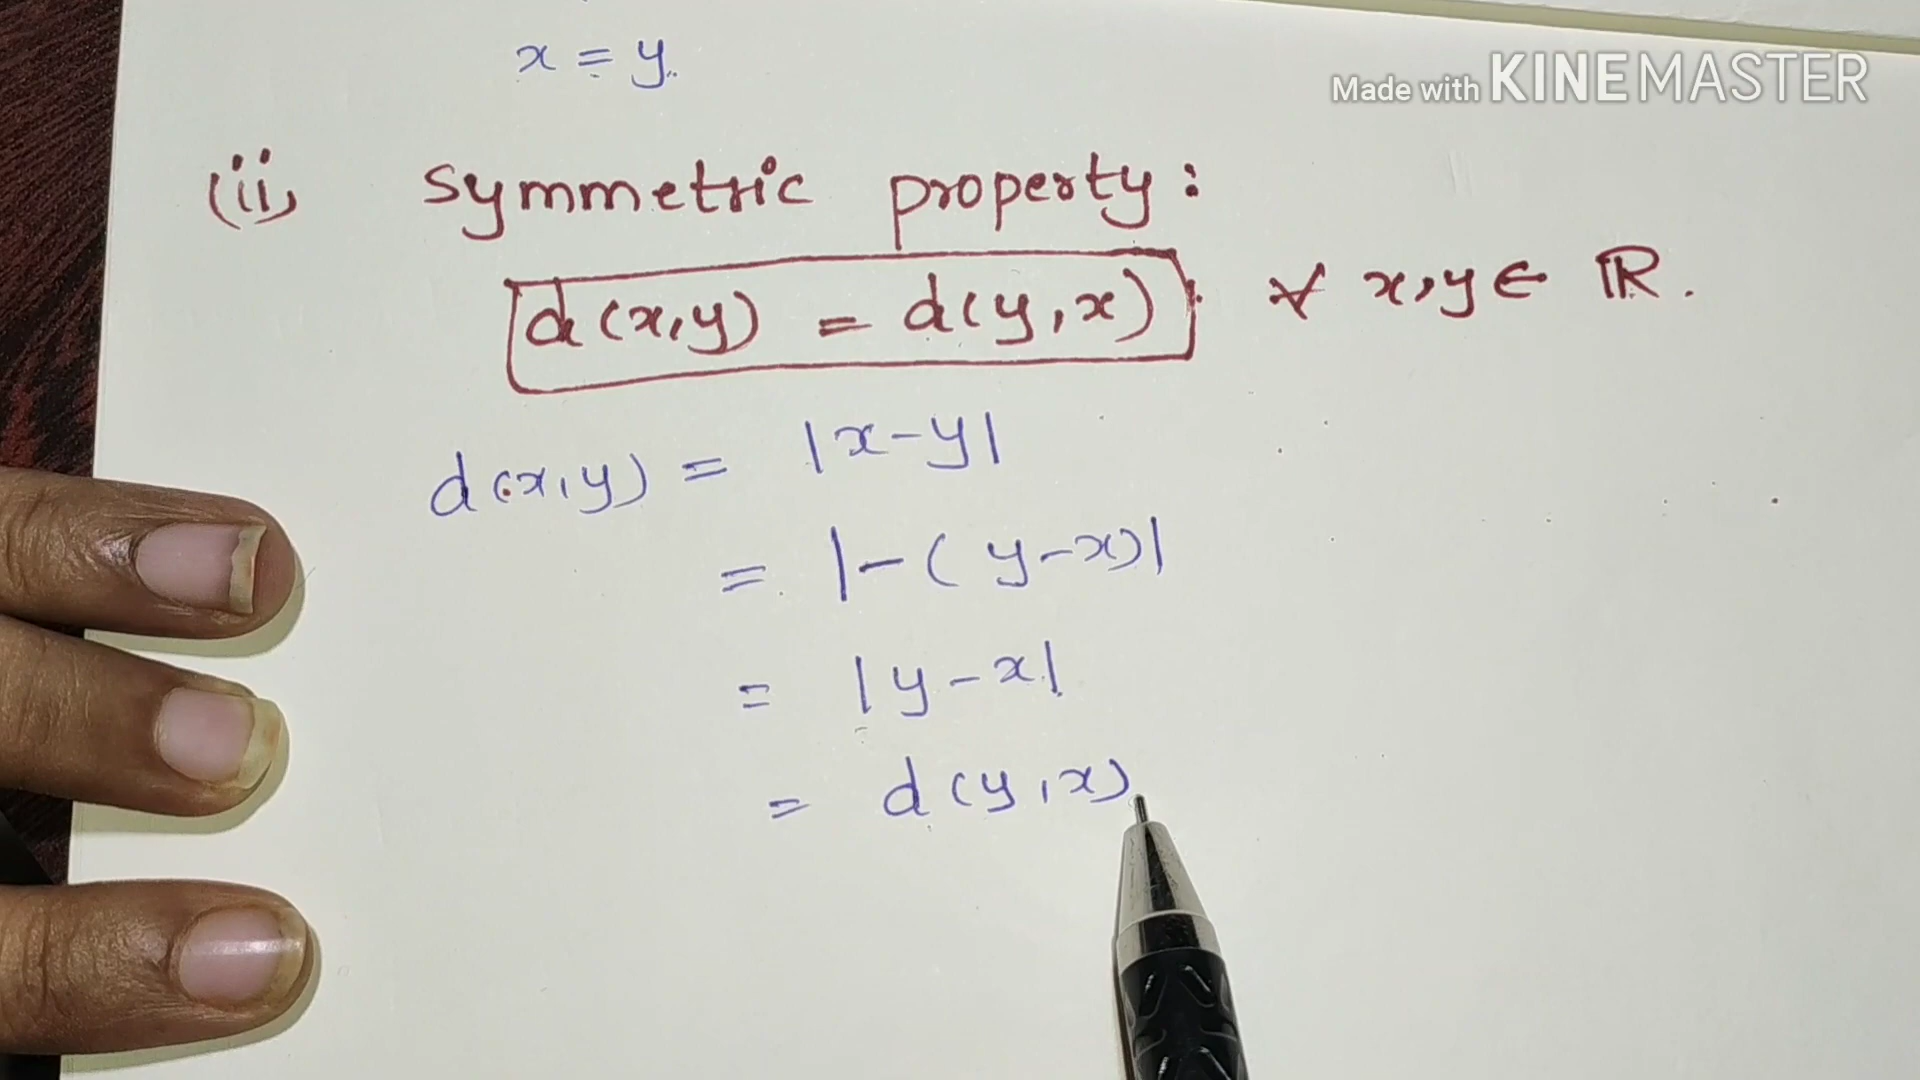 x = y.
Made with KINEMASTER
(ii) Symmetric property:
d(x,y) = d(y,x). ∀ x,y ∈ ℝ.
d(x,y) = |x-y|
= |-(y-x)|
= |y-x|
= d(y,x)